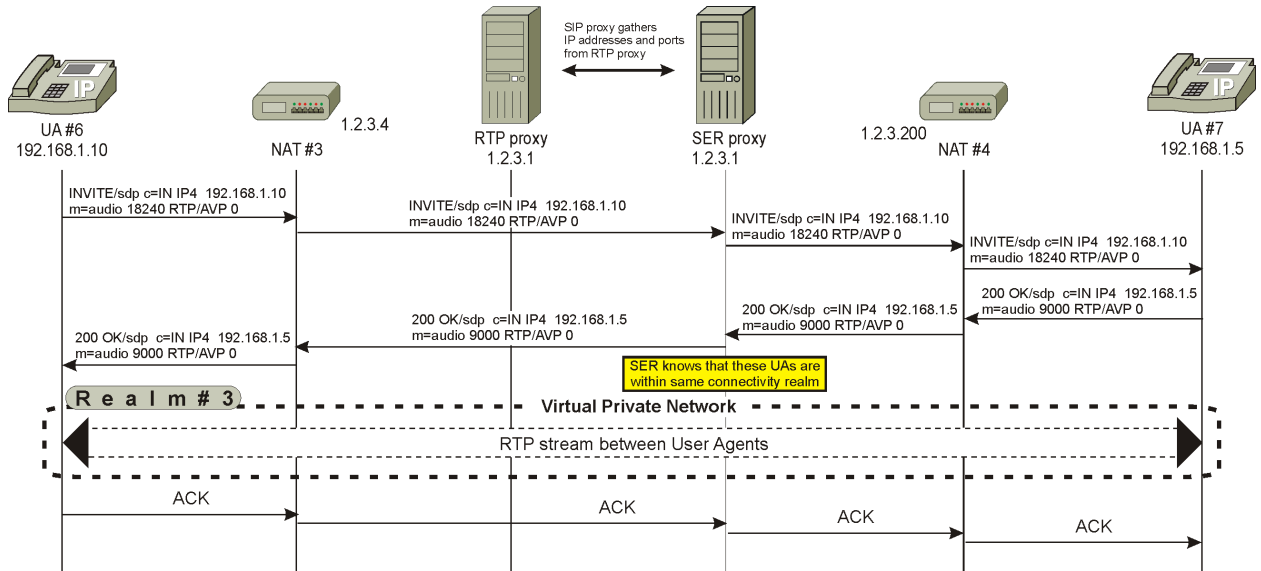 SIP proxy gathers
IP addresses and ports
from RTP proxy
IP
IP
UA #6
192.168.1.10
1.2.3.4
NAT #3
RTP proxy
1.2.3.1
SER proxy
1.2.3.1
1.2.3.200
NAT #4
UA #7
192.168.1.5
INVITE/sdp c=IN IP4 192.168.1.10
m=audio 18240 RTP/AVP 0
INVITE/sdp c=IN IP4 192.168.1.10
m=audio 18240 RTP/AVP 0
INVITE/sdp c=IN IP4 192.168.1.10
m=audio 18240 RTP/AVP 0
INVITE/sdp c=IN IP4 192.168.1.10
m=audio 18240 RTP/AVP 0
200 OK/sdp c=IN IP4 192.168.1.5
m=audio 9000 RTP/AVP 0
200 OK/sdp c=IN IP4 192.168.1.5
m=audio 9000 RTP/AVP 0
200 OK/sdp c=IN IP4 192.168.1.5
m=audio 9000 RTP/AVP 0
200 OK/sdp c=IN IP4 192.168.1.5
m=audio 9000 RTP/AVP 0
SER knows that these UAs are
within same connectivity realm
Realm#3
Virtual Private Network
RTP stream between User Agents
ACK
ACK
ACK
ACK